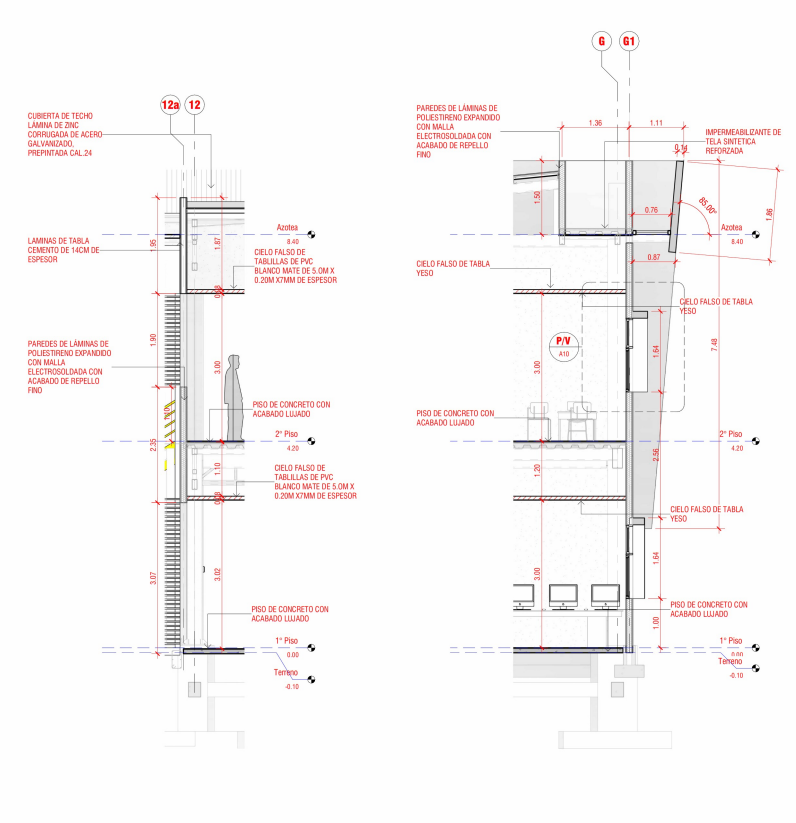 12a
12
CUBIERTA DE TECHO
LÁMINA DE ZINC
CORRUGADA DE ACERO
GALVANIZADO,
PREPINTADA CAL.24
LAMINAS DE TABLA
CEMENTO DE 14CM DE
ESPESOR
PAREDES DE LÁMINAS DE
POLIESTIRENO EXPANDIDO
CON MALLA
ELECTROSOLDADA CON
ACABADO DE REPELLO
FINO
1.95
1.87
1.90
3.00
2.35
1.10
3.07
3.02
Azotea
8.40
CIELO FALSO DE
TABLILLAS DE PVC
BLANCO MATE DE 5.0M X
0.20M X7MM DE ESPESOR
PISO DE CONCRETO CON
ACABADO LUJADO
2° Piso
4.20
CIELO FALSO DE
TABLILLAS DE PVC
BLANCO MATE DE 5.0M X
0.20M X7MM DE ESPESOR
PISO DE CONCRETO CON
ACABADO LUJADO
1° Piso
0.00
Terreno
-0.10
G
G1
PAREDES DE LÁMINAS DE
POLIESTIRENO EXPANDIDO
CON MALLA
ELECTROSOLDADA CON
ACABADO DE REPELLO
FINO
1.36
1.11
IMPERMEABILIZANTE DE
TELA SINTETICA
REFORZADA
0.14
1.50
0.76
85.00°
1.86
0.87
Azotea
8.40
CIELO FALSO DE TABLA
YESO
CIELO FALSO DE TABLA
YESO
P/V
A10
3.00
1.64
7.48
PISO DE CONCRETO CON
ACABADO LUJADO
2° Piso
4.20
1.20
2.56
CIELO FALSO DE TABLA
YESO
3.00
1.64
1.00
PISO DE CONCRETO CON
ACABADO LUJADO
1° Piso
0.00
Terreno
-0.10